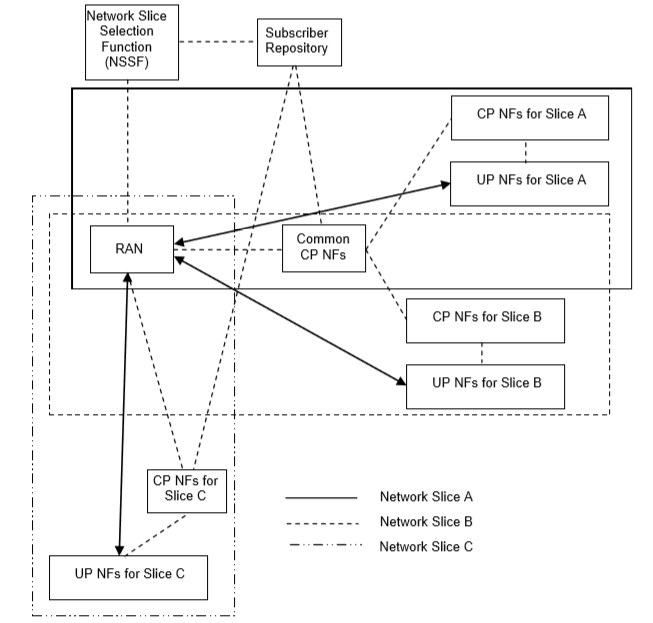 Network Slice
Selection
Function
(NSSF)
Subscriber
Repository
CP NFs for Slice A
UP NFs for Slice A
RAN
Common
CP NFs
CP NFs for Slice B
UP NFs for Slice B
CP NFs for
Slice C
UP NFs for Slice C
Network Slice A
Network Slice B
Network Slice C